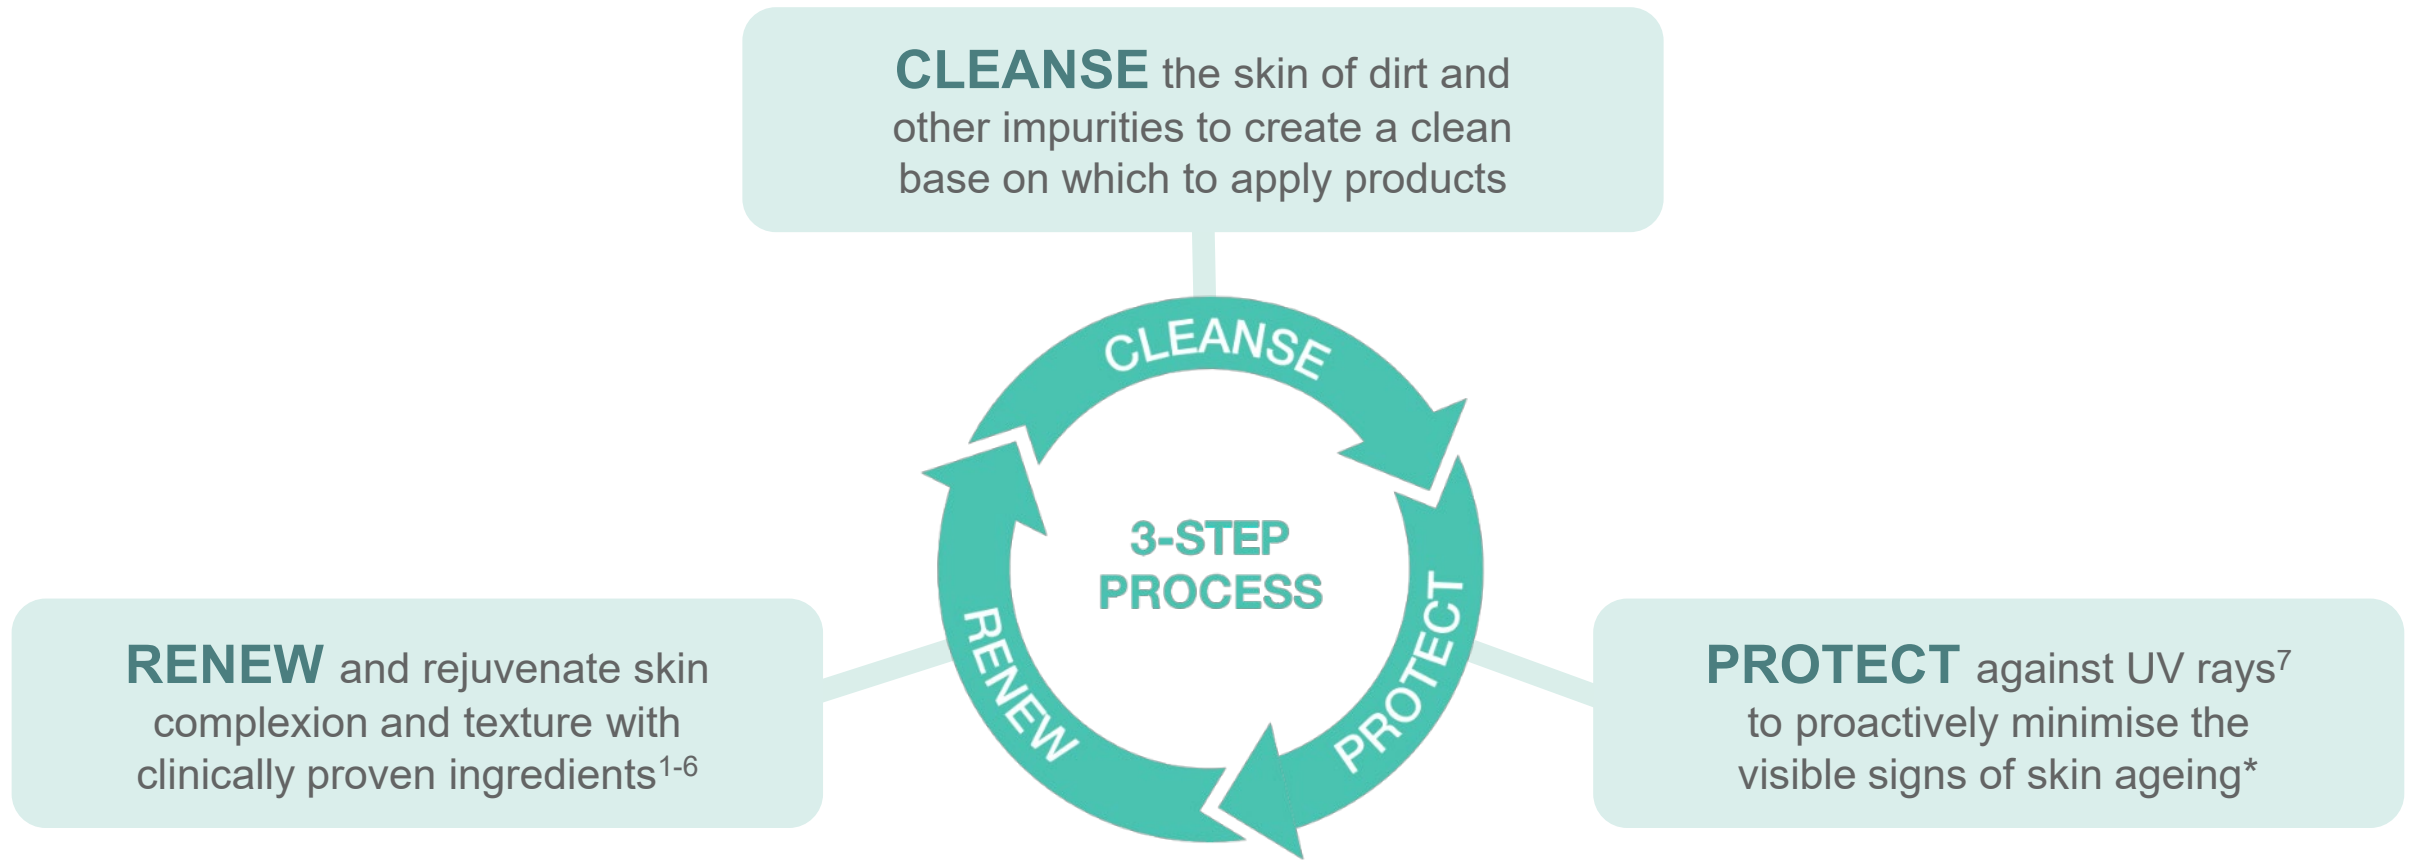 CLEANSE the skin of dirt and
other impurities to create a clean
base on which to apply products
CLEANSE
3-STEP
PROCESS
PROTECT
RENEW
RENEW and rejuvenate skin
complexion and texture with
clinically proven ingredients1-6
PROTECT against UV rays7
to proactively minimise the
visible signs of skin ageing*